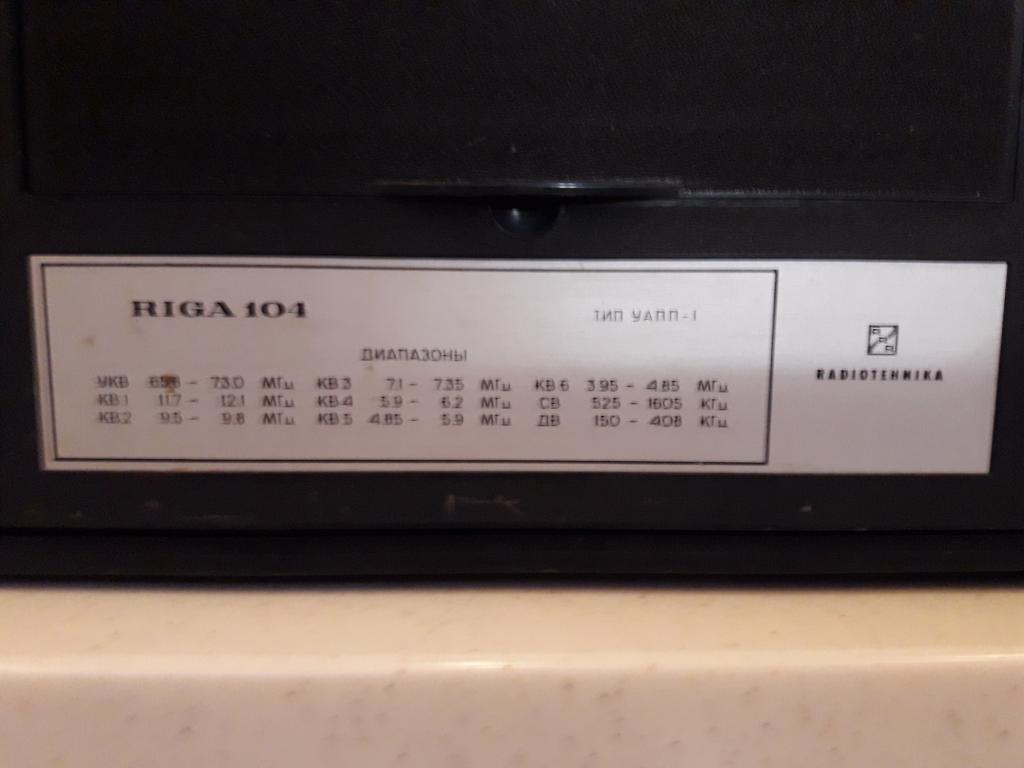 RIGA 104
ТИП УАПП-1
ДИАПАЗОНЫ
УКВ 65.8 - 73.0 МГц КВ 3 7.1 - 7.35 МГц КВ 6 3.95 - 4.85 МГц
КВ 1 11.7 - 12.1 МГц КВ 4 5.9 - 6.2 МГц СВ 525 - 1605 КГц
КВ 2 9.5 - 9.8 МГц КВ 5 4.85 - 5.9 МГц ДВ 150 - 408 КГц
RADIOTEHNIKA